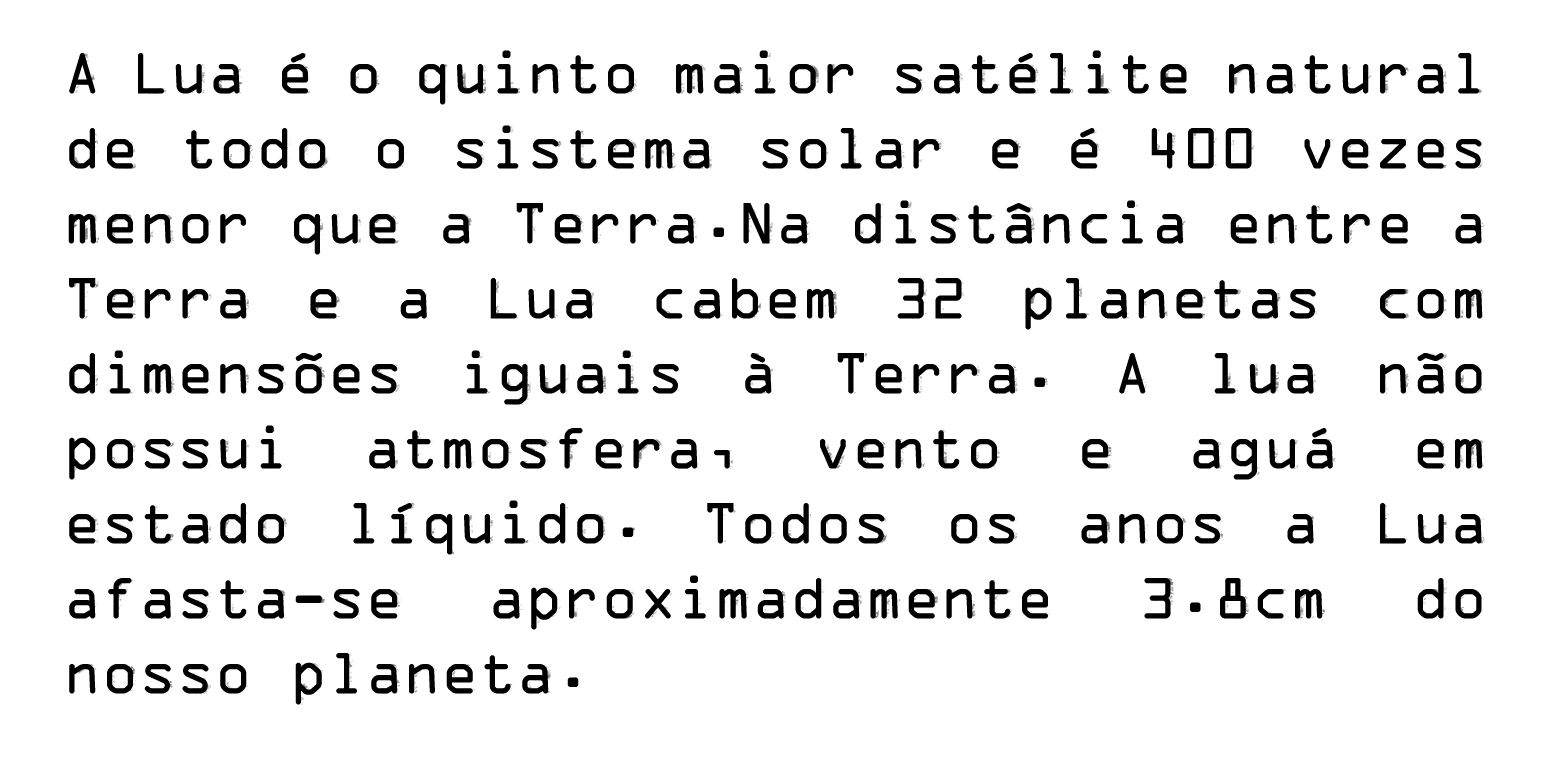 A Lua é o quinto maior satélite natural
de todo o sistema solar e é 400 vezes
menor que a Terra.Na distância entre a
Terra e a Lua cabem 32 planetas com
dimensões iguais à Terra. A lua não
possui atmosfera, vento e aguá em
estado líquido. Todos os anos a Lua
afasta-se aproximadamente 3.8cm do
nosso planeta.